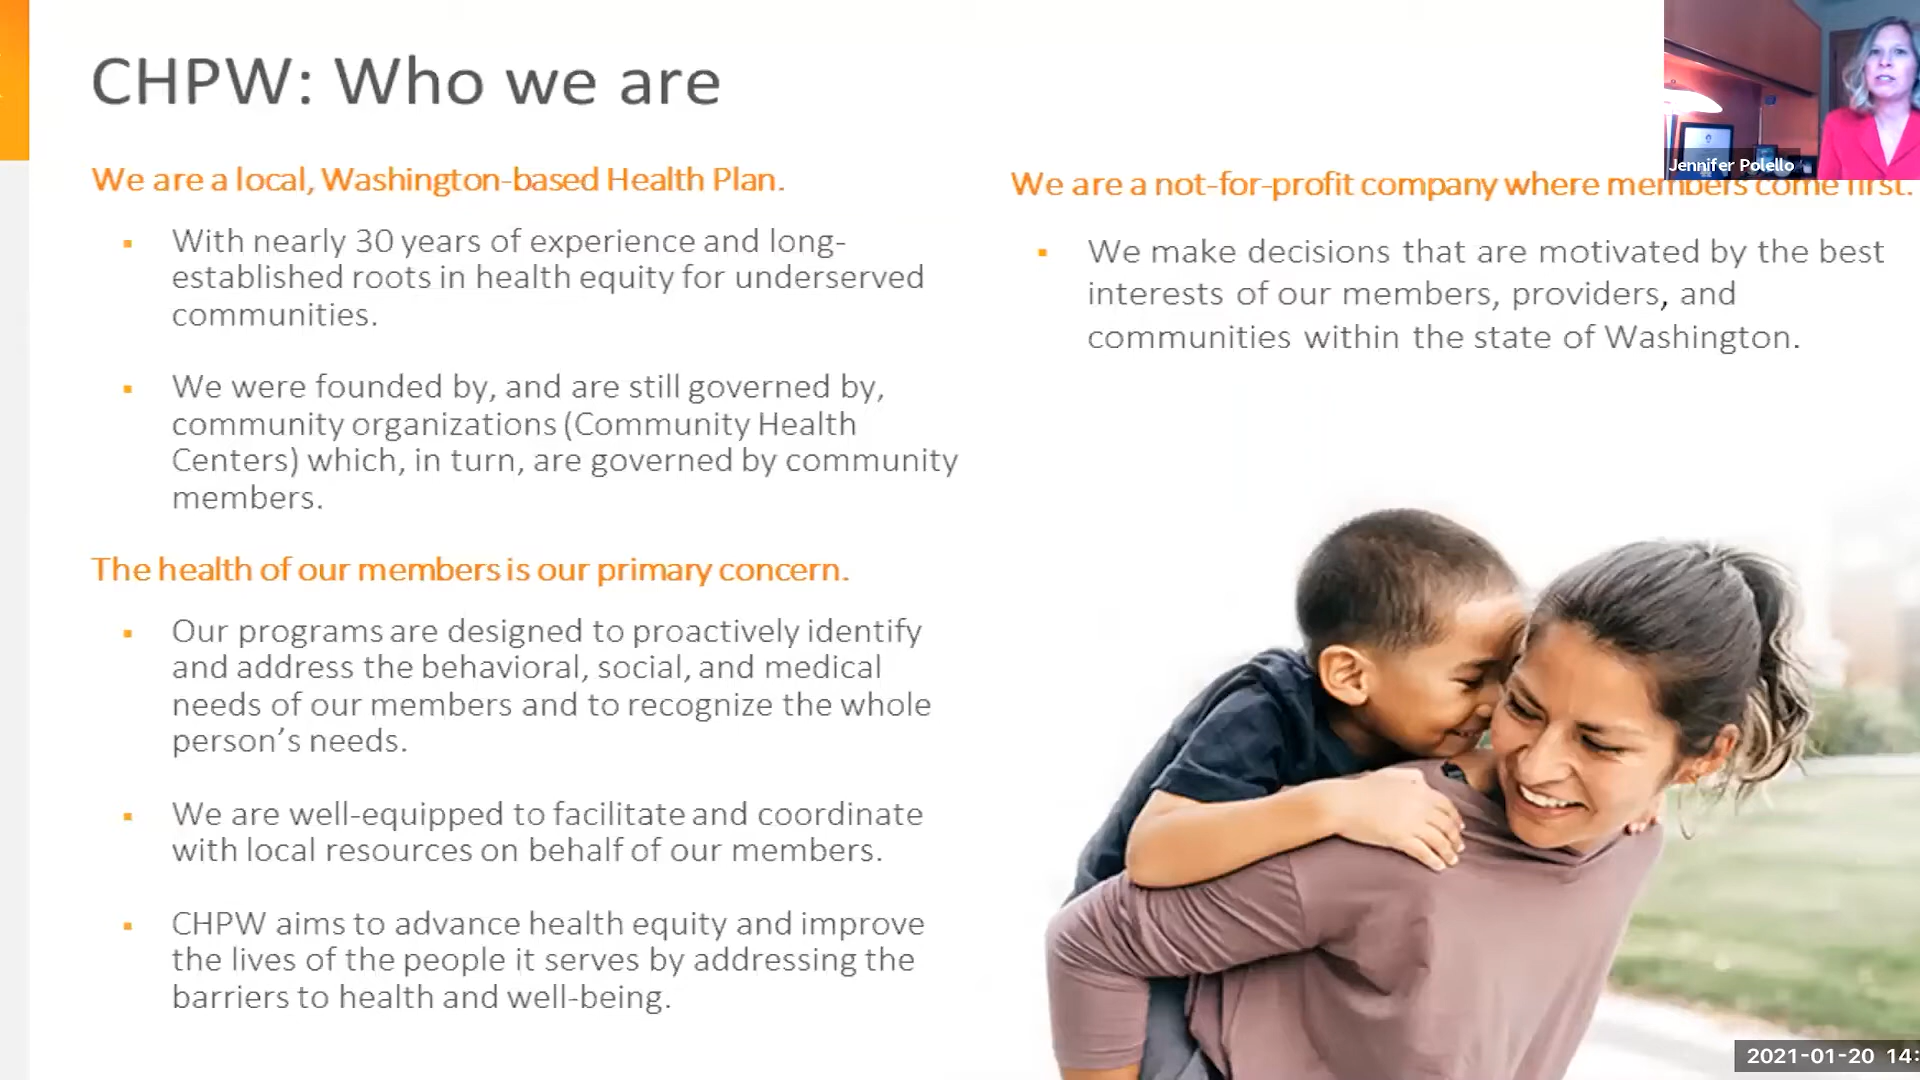 CHPW: Who we are
We are a local, Washington-based Health Plan.
With nearly 30 years of experience and long-
established roots in health equity for underserved
communities.
We were founded by, and are still governed by,
community organizations (Community Health
Centers) which, in turn, are governed by community
members.
The health of our members is our primary concern.
Our programs are designed to proactively identify
and address the behavioral, social, and medical
needs of our members and to recognize the whole
person’s needs.
We are well-equipped to facilitate and coordinate
with local resources on behalf of our members.
CHPW aims to advance health equity and improve
the lives of the people it serves by addressing the
barriers to health and well-being.
We are a not-for-profit company where members come first.
We make decisions that are motivated by the best
interests of our members, providers, and
communities within the state of Washington.
Jennifer Polello
2021-01-20 14: